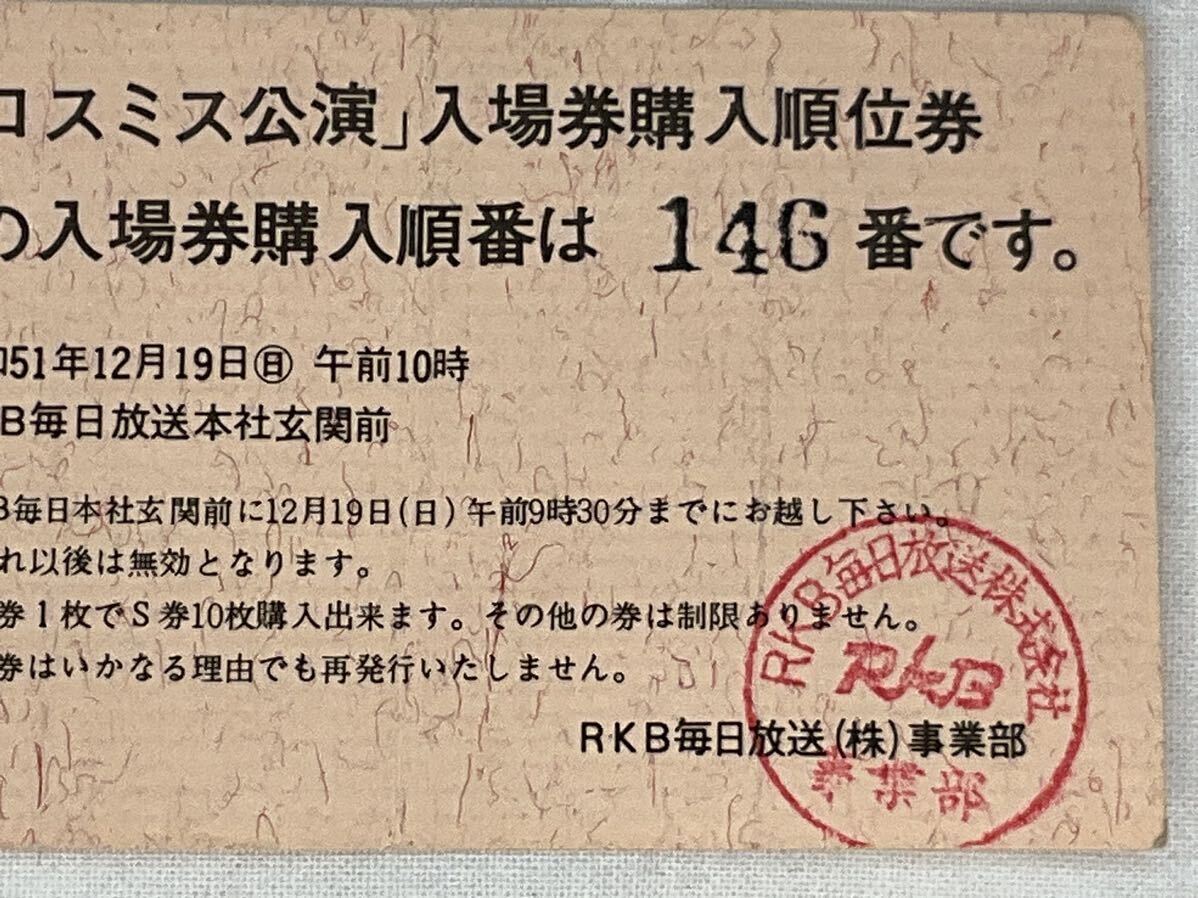 ロスミス公演」入場券購入順位券
の入場券購入順番は 146 番です。
和51年12月19日㊐ 午前10時
KB毎日放送本社玄関前
KB毎日本社玄関前に12月19日(日)午前9時30分までにお越し下さい。
れ以後は無効となります。
券1枚でS券10枚購入出来ます。その他の券は制限ありません。
券はいかなる理由でも再発行いたしません。
RKB毎日放送(株)事業部
RKB毎日放送株式会社
RKB
事業部